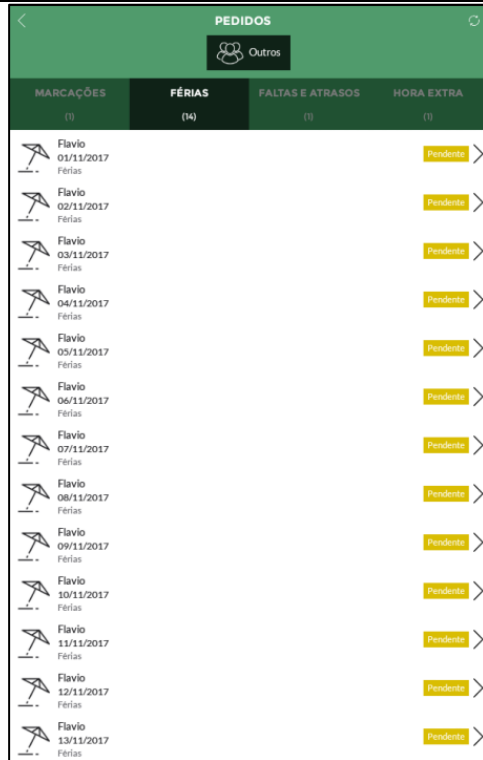 PEDIDOS
Outros
MARCAÇÕES FÉRIAS FALTAS E ATRASOS HORA EXTRA
(1) (14) (1) (1)
Flavio
01/11/2017 Pendente
Férias
Flavio
02/11/2017 Pendente
Férias
Flavio
03/11/2017 Pendente
Férias
Flavio
04/11/2017 Pendente
Férias
Flavio
05/11/2017 Pendente
Férias
Flavio
06/11/2017 Pendente
Férias
Flavio
07/11/2017 Pendente
Férias
Flavio
08/11/2017 Pendente
Férias
Flavio
09/11/2017 Pendente
Férias
Flavio
10/11/2017 Pendente
Férias
Flavio
11/11/2017 Pendente
Férias
Flavio
12/11/2017 Pendente
Férias
Flavio
13/11/2017 Pendente
Férias